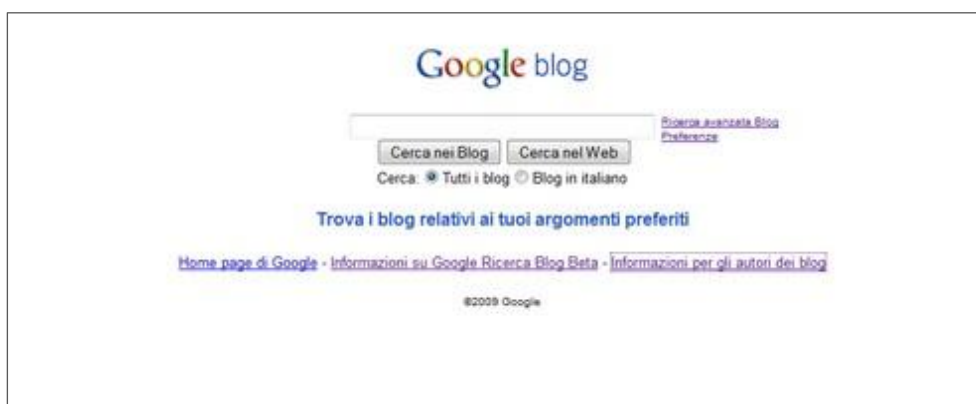 Google blog
Ricerca avanzata Blog
Preferenze
Cerca nei Blog Cerca nel Web
Cerca: Tutti i blog Blog in italiano
Trova i blog relativi ai tuoi argomenti preferiti
Home page di Google - Informazioni su Google Ricerca Blog Beta - Informazioni per gli autori dei blog
©2009 Google